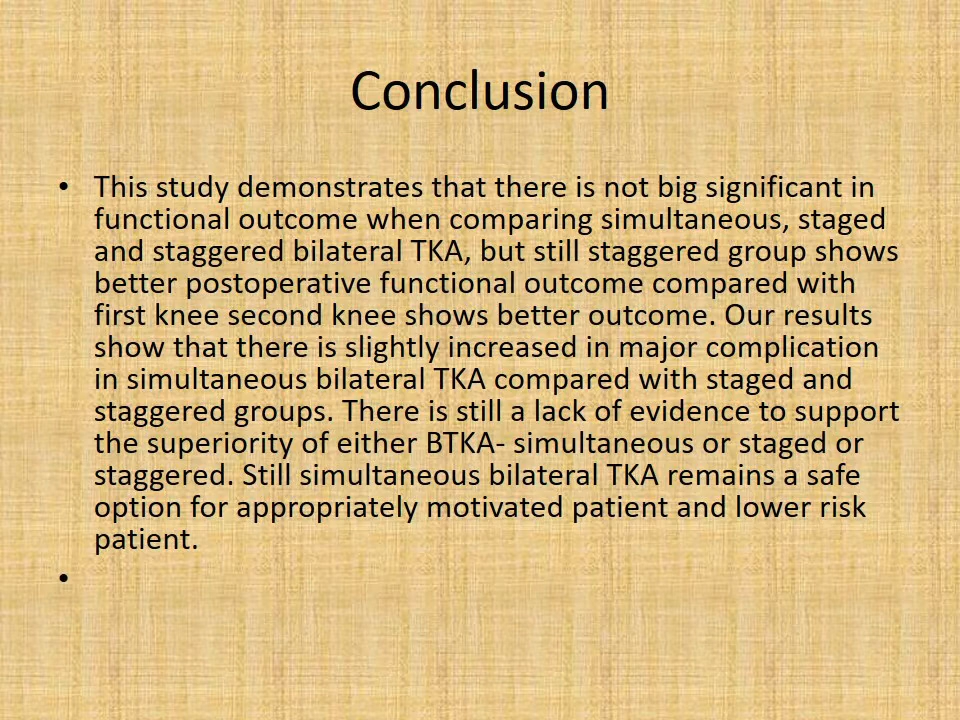 Conclusion
• This study demonstrates that there is not big significant in
functional outcome when comparing simultaneous, staged
and staggered bilateral TKA, but still staggered group shows
better postoperative functional outcome compared with
first knee second knee shows better outcome. Our results
show that there is slightly increased in major complication
in simultaneous bilateral TKA compared with staged and
staggered groups. There is still a lack of evidence to support
the superiority of either BTKA- simultaneous or staged or
staggered. Still simultaneous bilateral TKA remains a safe
option for appropriately motivated patient and lower risk
patient.
•